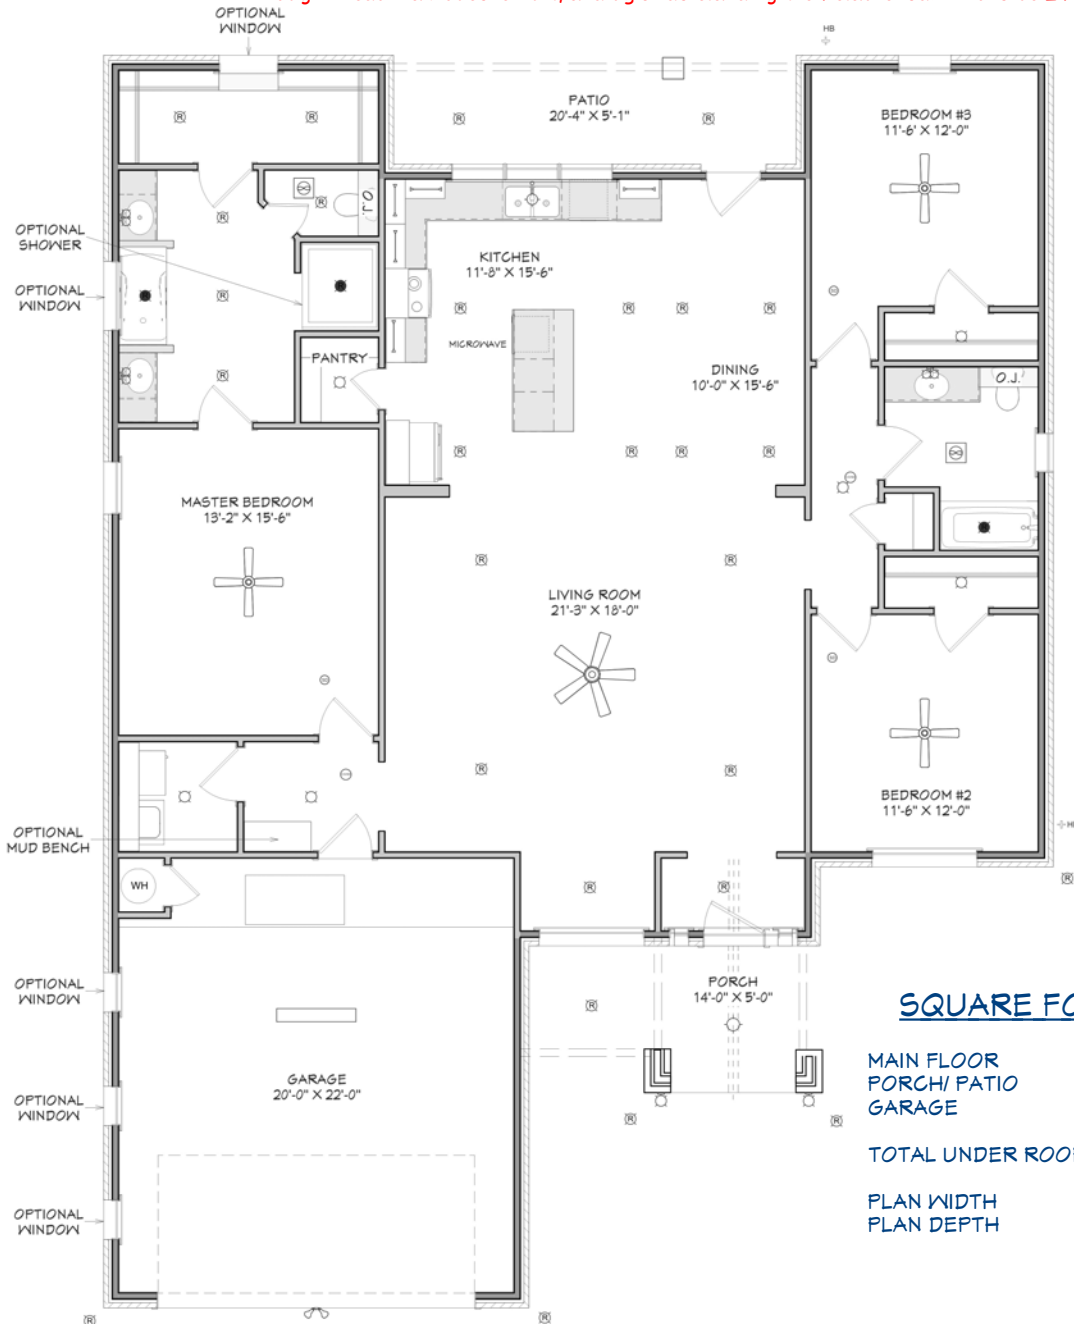 OPTIONAL
WINDOW
HB
PATIO
20'-4" X 5'-1"
BEDROOM #3
11'-6' X 12'-0"
R
R
R
R
O.J.
R
R
OPTIONAL
SHOWER
KITCHEN
11'-8" X 15'-6"
OPTIONAL
WINDOW
R
R
R
R
R
MICROWAVE
PANTRY
DINING
10'-0" X 15'-6"
O.J.
R
R
R
R
R
MASTER BEDROOM
13'-2" X 15'-6"
R
R
LIVING ROOM
21'-3" X 18'-0"
R
R
BEDROOM #2
11'-6" X 12'-0"
OPTIONAL
MUD BENCH
WH
R
R
R
OPTIONAL
WINDOW
PORCH
14'-0" X 5'-0"
R
SQUARE FO
MAIN FLOOR
PORCH/ PATIO
GARAGE
GARAGE
20'-0" X 22'-0"
OPTIONAL
WINDOW
R
R
TOTAL UNDER ROO
PLAN WIDTH
PLAN DEPTH
OPTIONAL
WINDOW
R
R